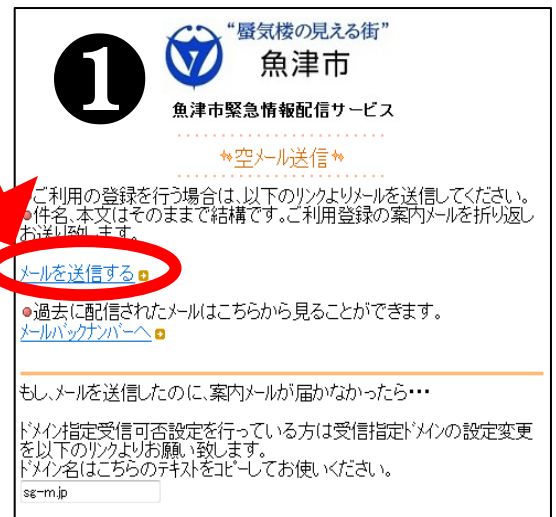 ❶
“蜃気楼の見える街”
魚津市
魚津市緊急情報配信サービス
空メール送信
ご利用の登録を行う場合は、以下のリンクよりメールを送信してください。
●件名、本文はそのままで結構です。ご利用登録の案内メールを折り返し
お送り致します。
メールを送信する
●過去に配信されたメールはこちらから見ることができます。
メールバックナンバーへ
もし、メールを送信したのに、案内メールが届かなかったら・・・
ドメイン指定受信可否設定を行っている方は受信指定ドメインの設定変更
を以下のリンクよりお願い致します。
ドメイン名はこちらのテキストをコピーしてお使いください。
sg-m.jp